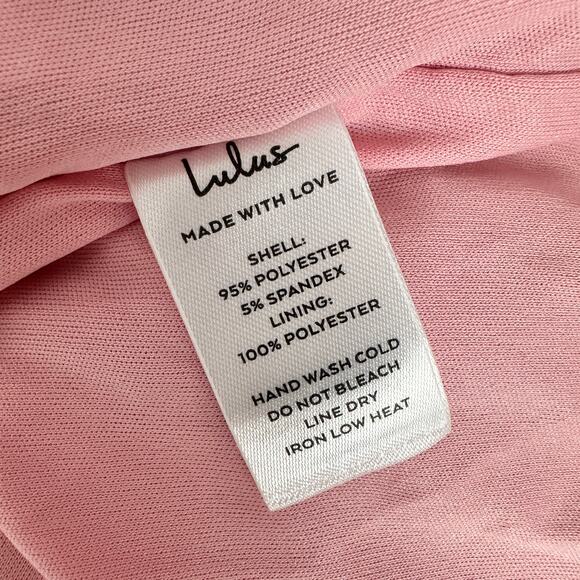 Lulus
MADE WITH LOVE
SHELL:
95% POLYESTER
5% SPANDEX
LINING:
100% POLYESTER
HAND WASH COLD
DO NOT BLEACH
LINE DRY
IRON LOW HEAT